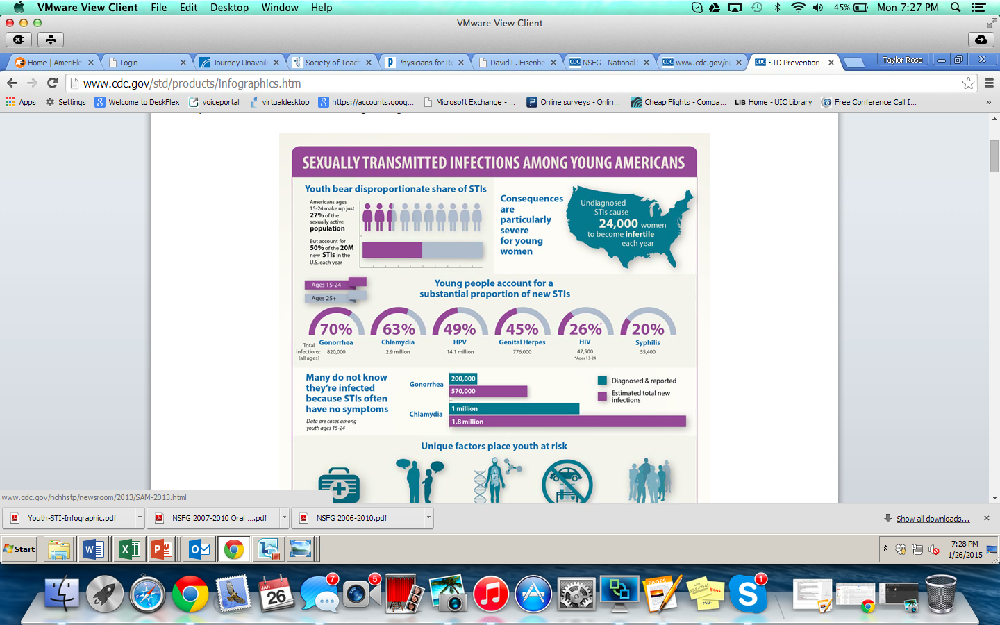 VMware View Client File Edit Desktop Window Help 45% Mon 7:27 PM
VMware View Client
Home | AmeriFle Login Journey Unavail Society of Teach Physicians for Re David L. Eisenbe NSFG - National www.cdc.gov/n STD Prevention Taylor Rose
www.cdc.gov/std/products/infographics.htm
Apps Settings Welcome to DeskFlex voiceportal virtualdesktop https://accounts.goog... Microsoft Exchange - ... Online surveys - Onlin... Cheap Flights - Compa... LIB Home - UIC Library Free Conference Call I... »
SEXUALLY TRANSMITTED INFECTIONS AMONG YOUNG AMERICANS
Youth bear disproportionate share of STIs
Americans ages
15-24 make up just
27% of the
sexually active
population
But account for
50% of the 20M
new STIs in the
U.S. each year
Consequences
are
particularly
severe
for young
women
Undiagnosed
STIs cause
24,000 women
to become infertile
each year
Ages 15-24
Ages 25+
Young people account for a
substantial proportion of new STIs
70% 63% 49% 45% 26%* 20%
Gonorrhea Chlamydia HPV Genital Herpes HIV Syphilis
Total
Infections:
(all ages)
820,000 2.9 million 14.1 million 776,000 47,500 55,400
*Ages 13-24
Many do not know
they're infected
because STIs often
have no symptoms
Data are cases among
youth ages 15-24
Gonorrhea
200,000
570,000
Chlamydia
1 million
1.8 million
Diagnosed & reported
Estimated total new
infections
Unique factors place youth at risk
www.cdc.gov/nchhstp/newsroom/2013/SAM-2013.html
Youth-STI-Infographic.pdf NSFG 2007-2010 Oral ....pdf NSFG 2006-2010.pdf Show all downloads...
Start
7:28 PM
1/26/2015
JAN
26
7
5
PAGES
1